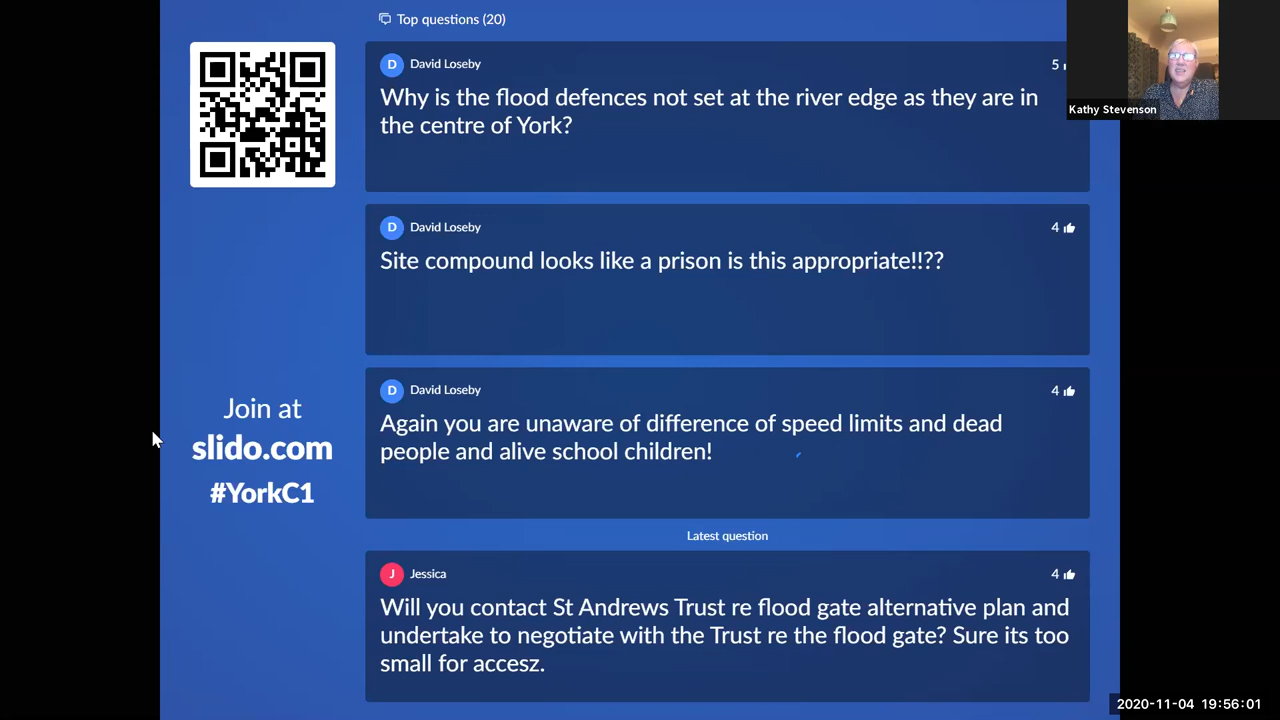 Top questions (20)
D David Loseby 5
Why is the flood defences not set at the river edge as they are in
the centre of York?
Kathy Stevenson
D David Loseby 4
Site compound looks like a prison is this appropriate!!??
D David Loseby 4
Again you are unaware of difference of speed limits and dead
people and alive school children!
Join at
slido.com
#YorkC1
Latest question
J Jessica 4
Will you contact St Andrews Trust re flood gate alternative plan and
undertake to negotiate with the Trust re the flood gate? Sure its too
small for accesz.
2020-11-04 19:56:01